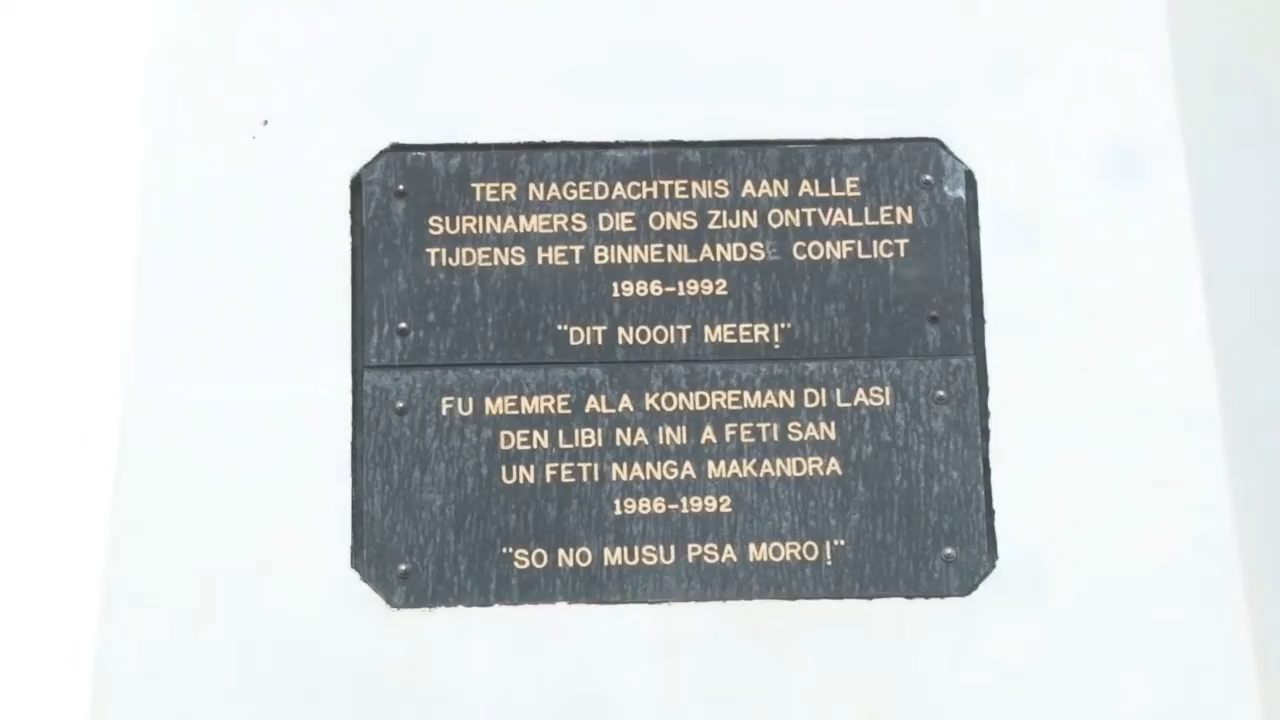 TER NAGEDACHTENIS AAN ALLE
SURINAMERS DIE ONS ZIJN ONTVALLEN
TIJDENS HET BINNENLANDSE CONFLICT
1986-1992
"DIT NOOIT MEER!"
FU MEMRE ALA KONDREMAN DI LASI
DEN LIBI NA INI A FETI SAN
UN FETI NANGA MAKANDRA
1986-1992
"SO NO MUSU PSA MORO!"